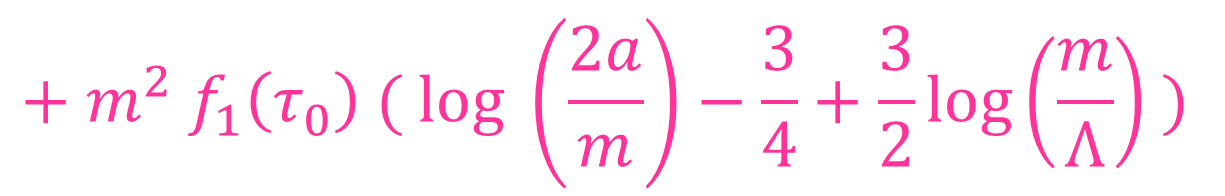 + m² f₁(τ₀) ( log (2a/m) − 3/4 + 3/2 log(m/Λ) )